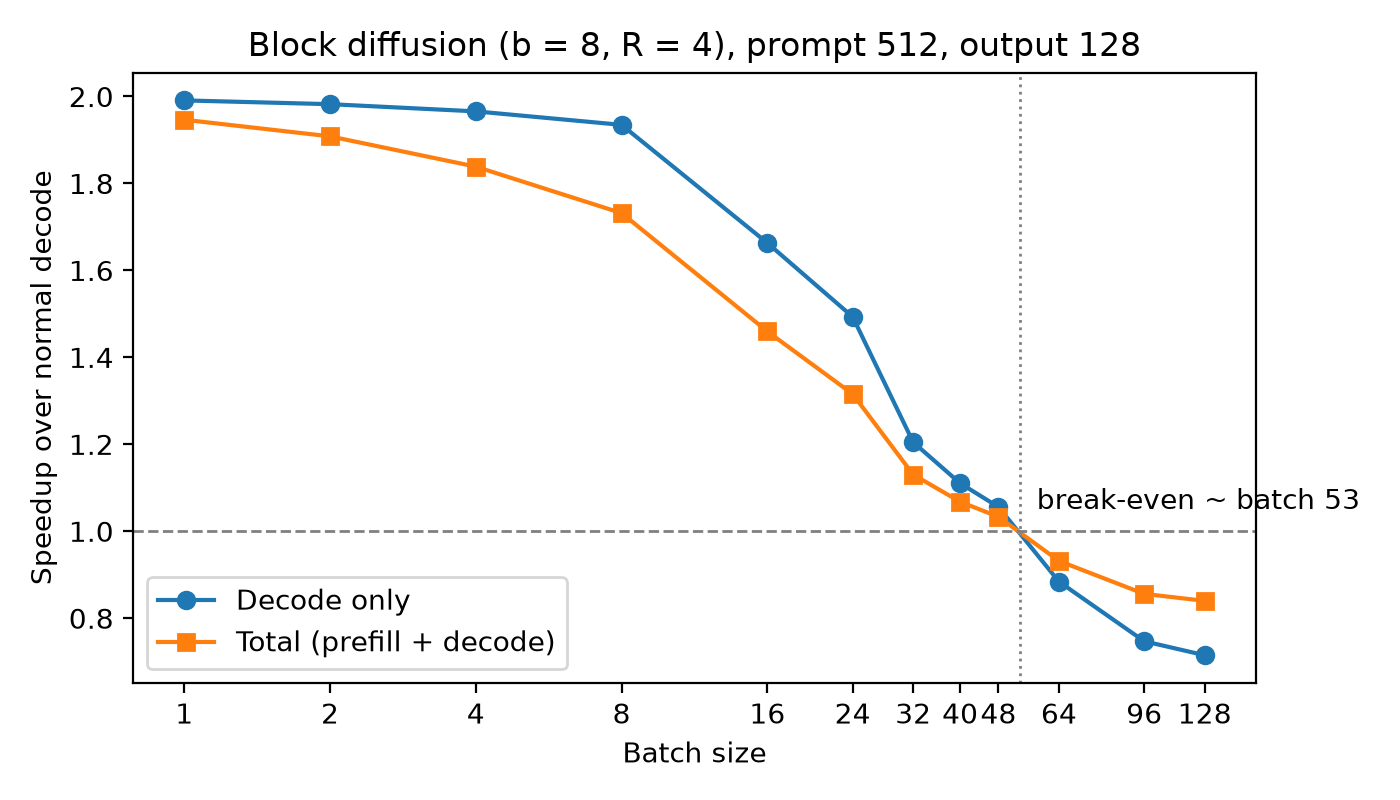 Block diffusion (b = 8, R = 4), prompt 512, output 128
Speedup over normal decode
2.0
1.8
1.6
1.4
1.2
1.0
0.8
break-even ~ batch 53
Decode only
Total (prefill + decode)
1 2 4 8 16 24 32 40 48 64 96 128
Batch size